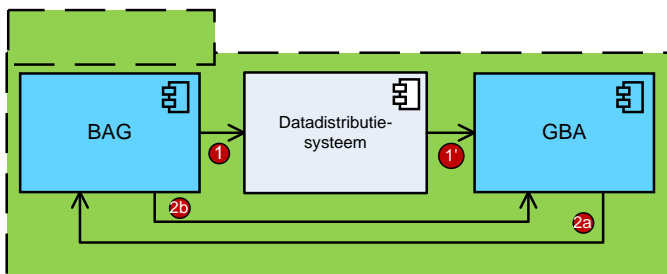 BAG
Datadistributie-
systeem
GBA
1
1'
2b
2a